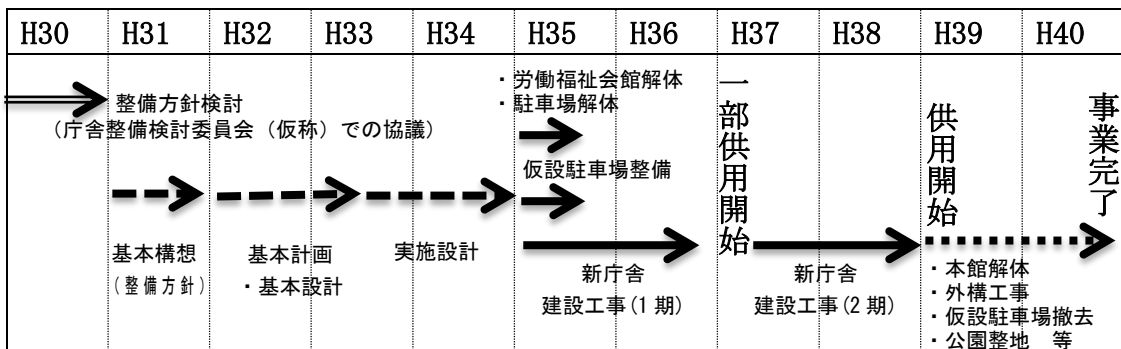 H30 H31 H32 H33 H34 H35 H36 H37 H38 H39 H40
・労働福祉会館解体
・駐車場解体
整備方針検討
(庁舎整備検討委員会（仮称）での協議)
仮設駐車場整備
一部供用開始
供用開始
事業完了
基本構想
(整備方針)
基本計画
・基本設計
実施設計
新庁舎
建設工事(1期)
新庁舎
建設工事(2期)
・本館解体
・外構工事
・仮設駐車場撤去
・公園整地　等